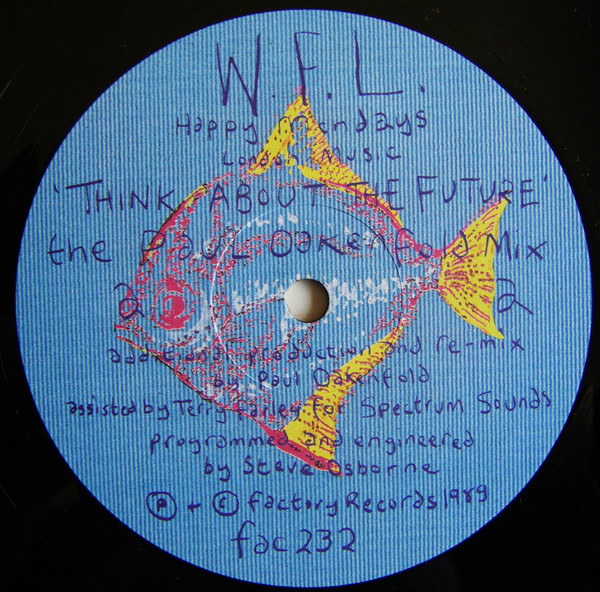 W.F.L.
Happy Mondays
London Music
'THINK ABOUT THE FUTURE'
the Paul Oakenfold Mix
2 2
additional production and re-mix
by Paul Oakenfold
assisted by Terry Farley for Spectrum Sounds
programmed and engineered
by Steve Osborne
℗ + © factory Records 1989
fac 232